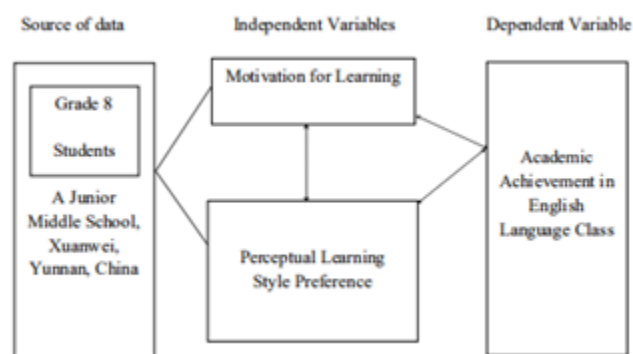 Source of data
Independent Variables
Dependent Variable
Grade 8
Students
A Junior
Middle School,
Xuanwei,
Yunnan, China
Motivation for Learning
Perceptual Learning
Style Preference
Academic
Achievement in
English
Language Class